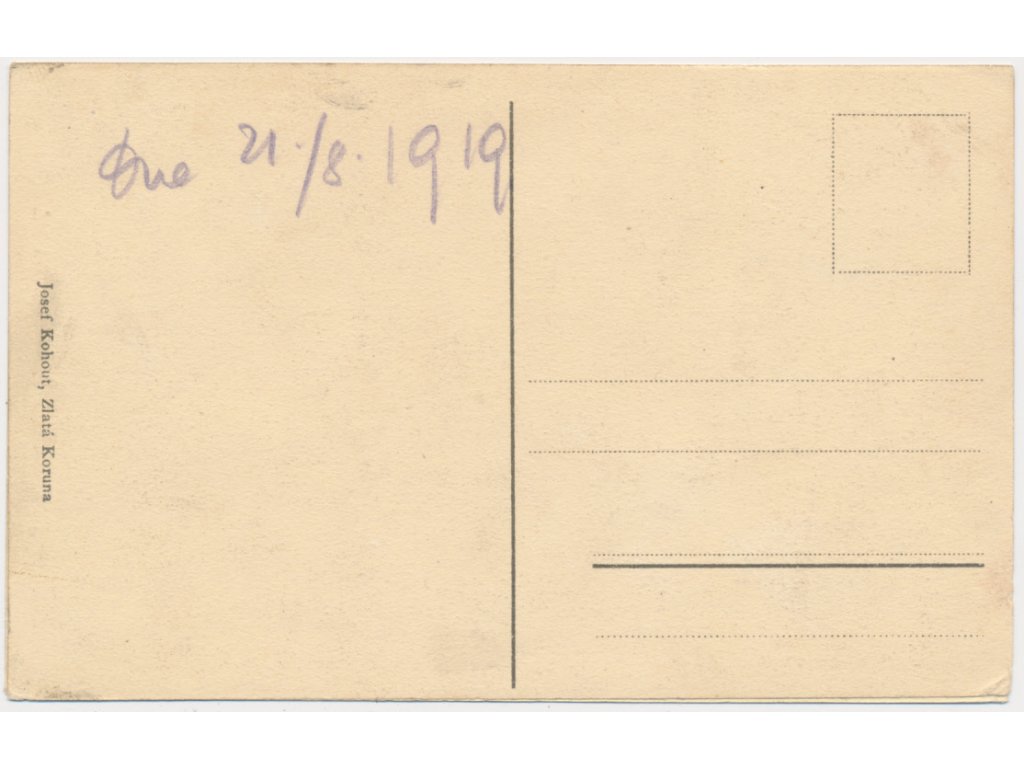 Dne 21./8. 1919
Josef Kohout, Zlatá Koruna